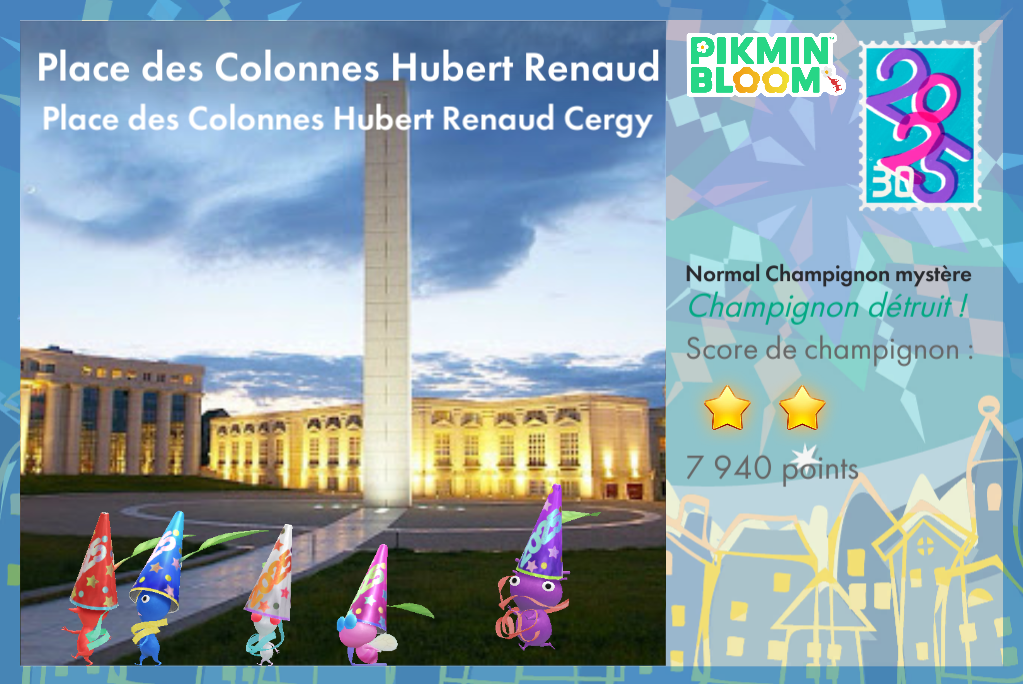 Place des Colonnes Hubert Renaud
Place des Colonnes Hubert Renaud Cergy
PIKMIN
BLOOM
2025
30
Normal Champignon mystère
Champignon détruit !
Score de champignon :
7 940 points
2025